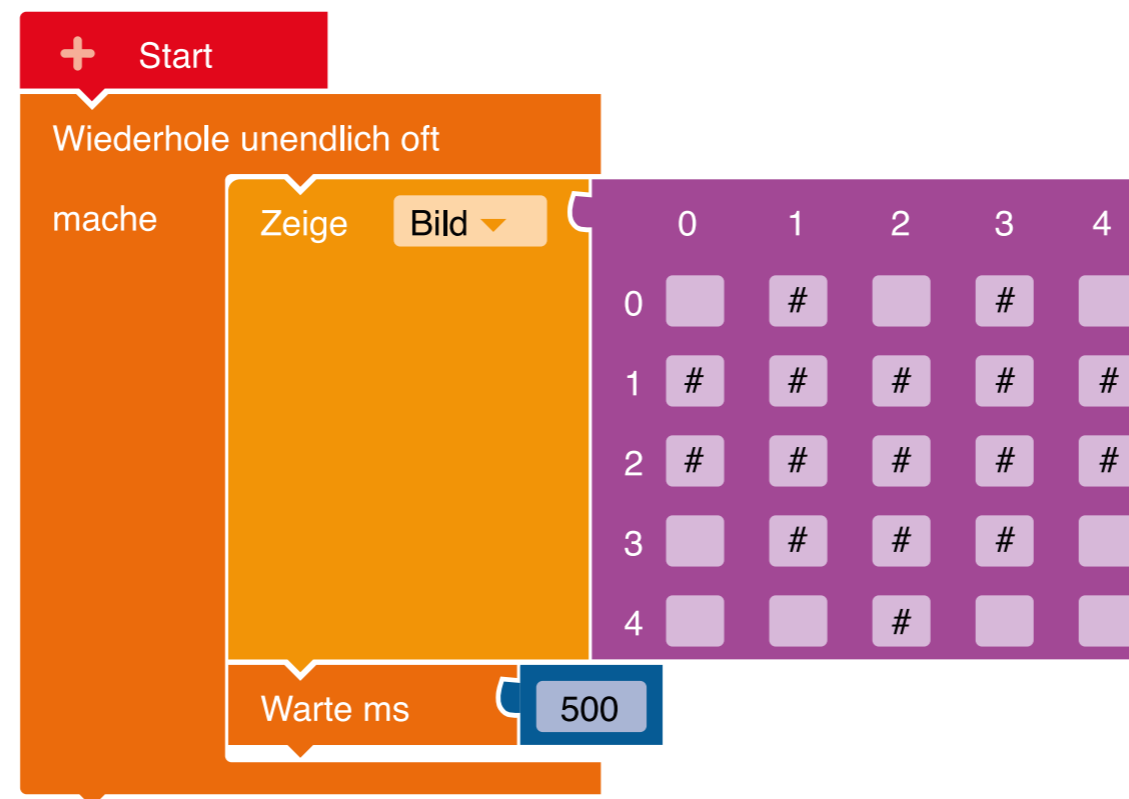 + Start
Wiederhole unendlich oft
mache Zeige Bild 0 1 2 3 4
0 # #
1 # # # # #
2 # # # # #
3 # # #
4 #
Warte ms 500